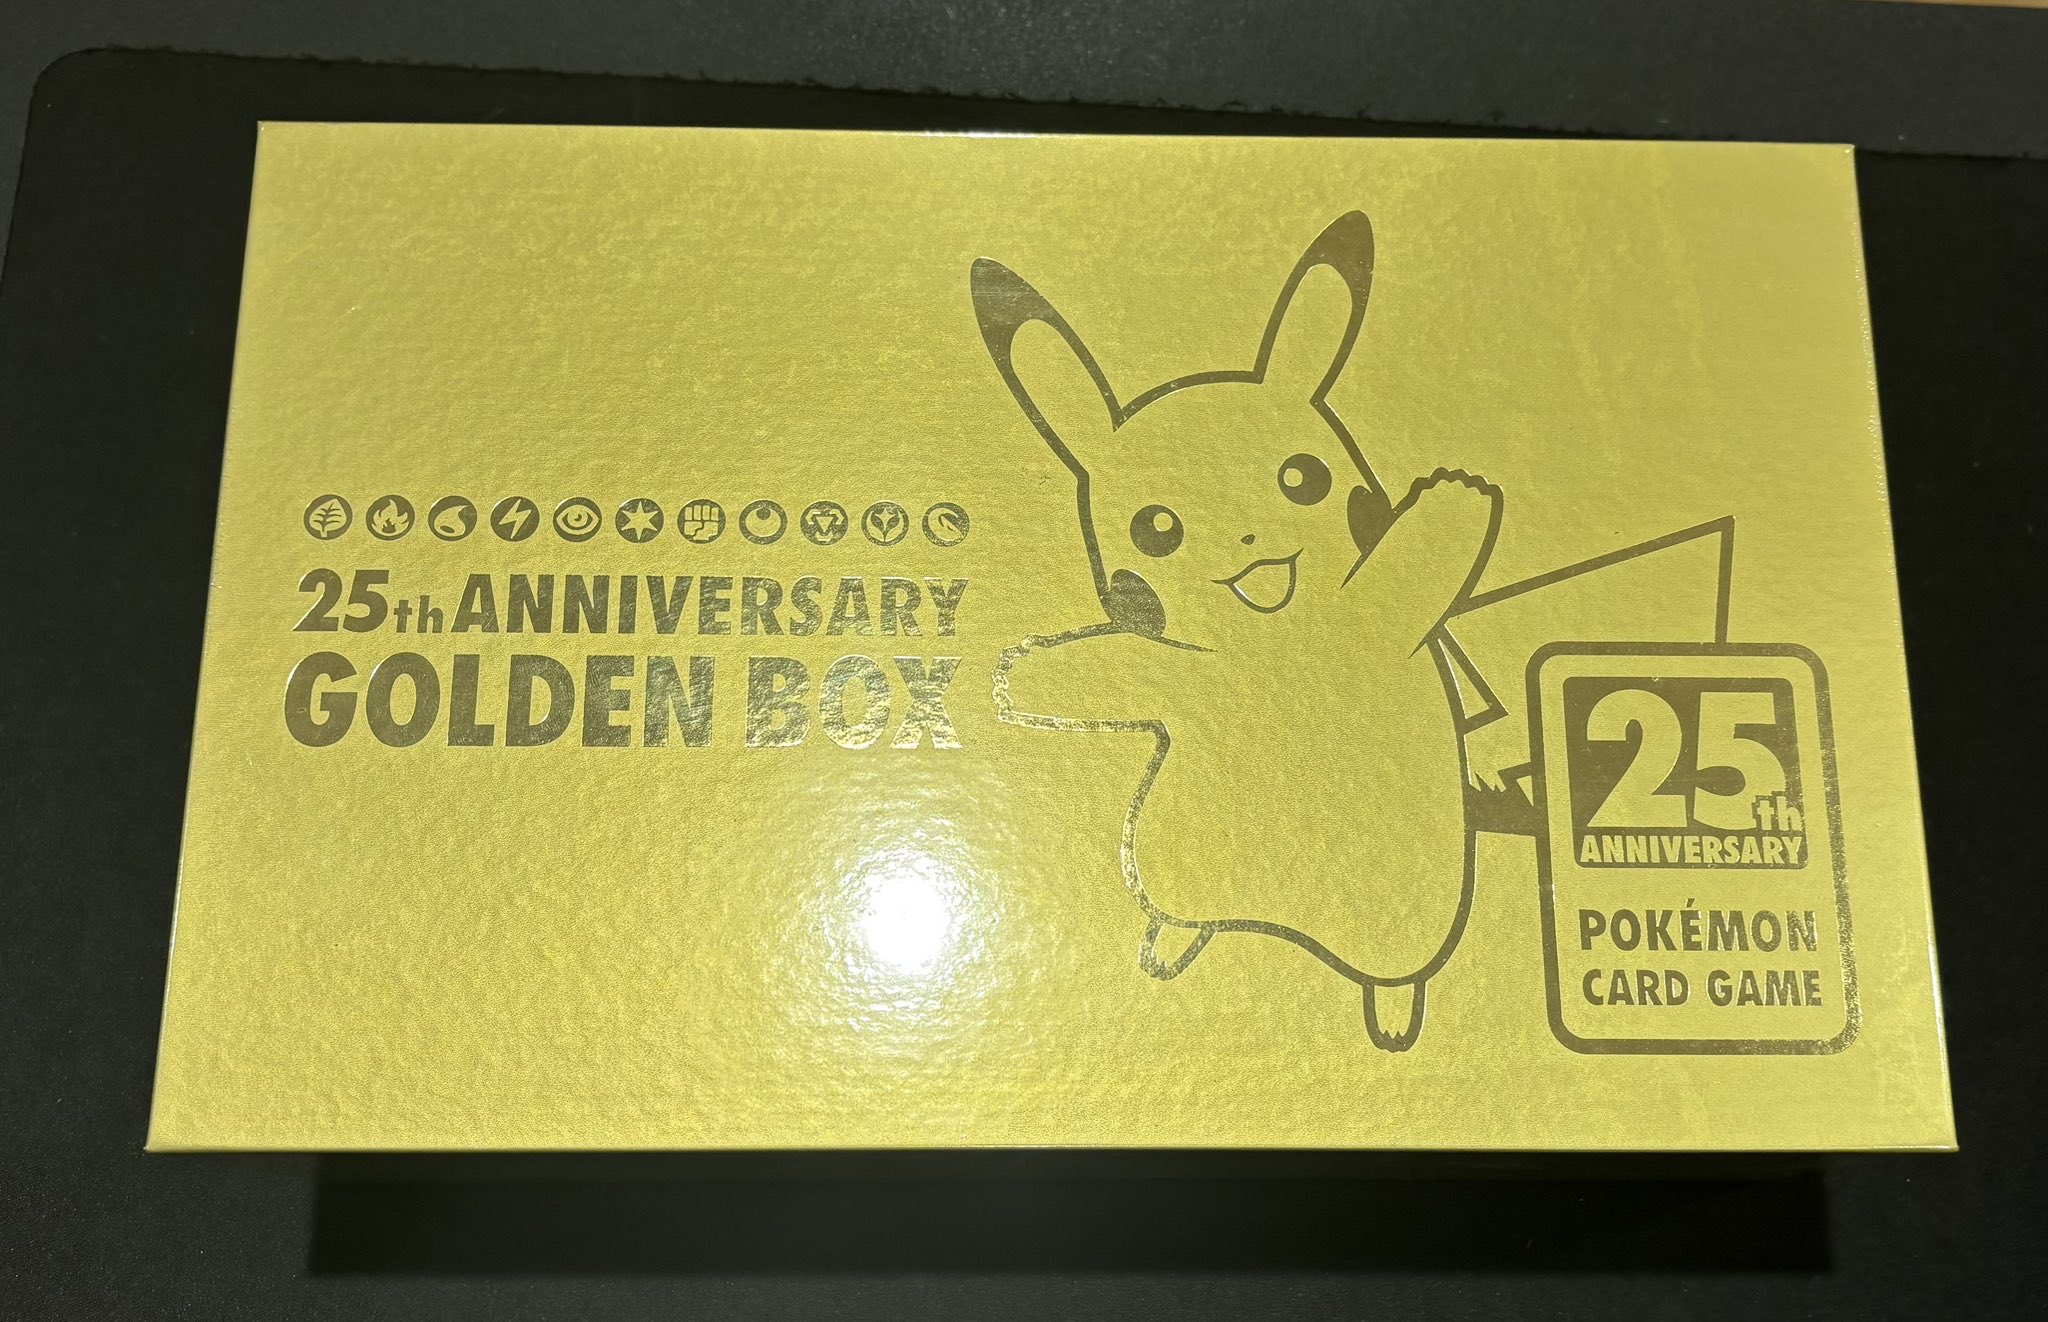 25th ANNIVERSARY
GOLDEN BOX
25th
ANNIVERSARY
POKÉMON
CARD GAME